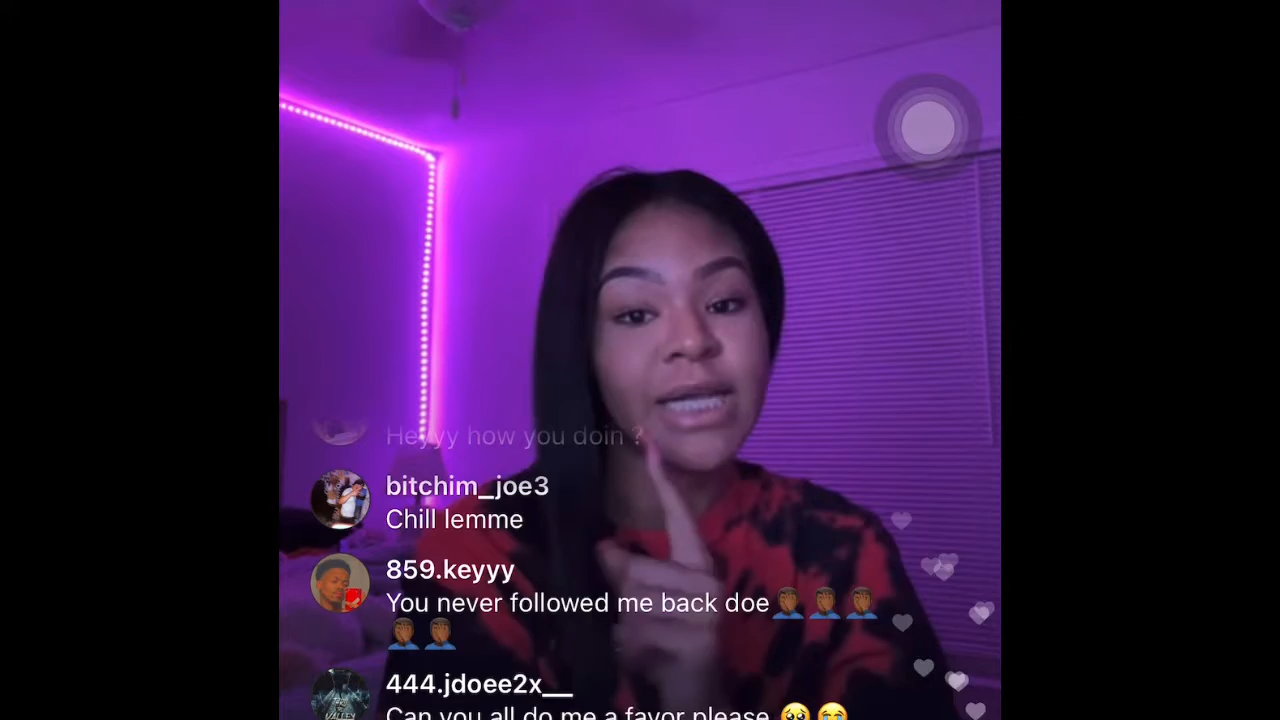 Heyyy how you doin ?
bitchim_joe3
Chill lemme
859.keyyy
You never followed me back doe🤦🏾‍♂️🤦🏾‍♂️🤦🏾‍♂️
🤦🏾‍♂️🤦🏾‍♂️
444.jdoee2x__
Can you all do me a favor please 🥺😭
VALLEY